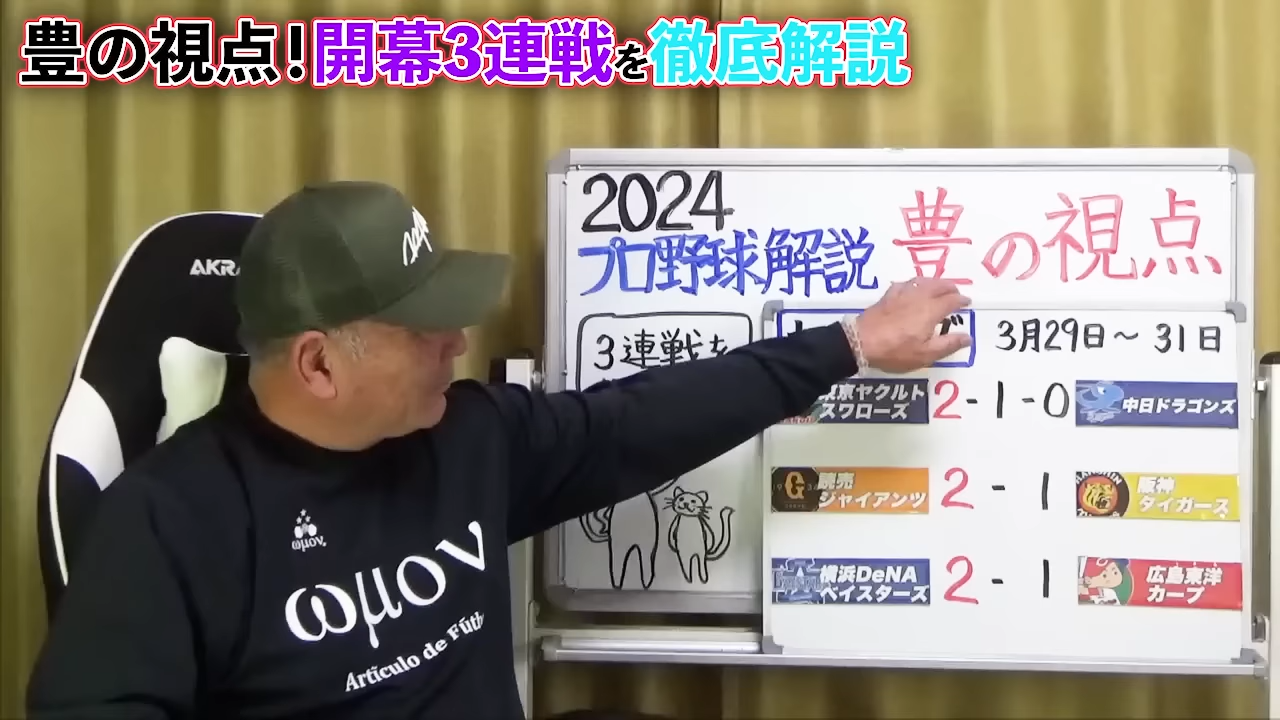 豊の視点!開幕3連戦を徹底解説
2024
プロ野球解説 豊の視点
3連戦を
3月29日～31日
東京ヤクルト
スワローズ
2-1-0
中日ドラゴンズ
読売
ジャイアンツ
2-1
阪神
タイガース
横浜DeNA
ベイスターズ
2-1
広島東洋
カープ
ωμον
ωμον
Artículo de